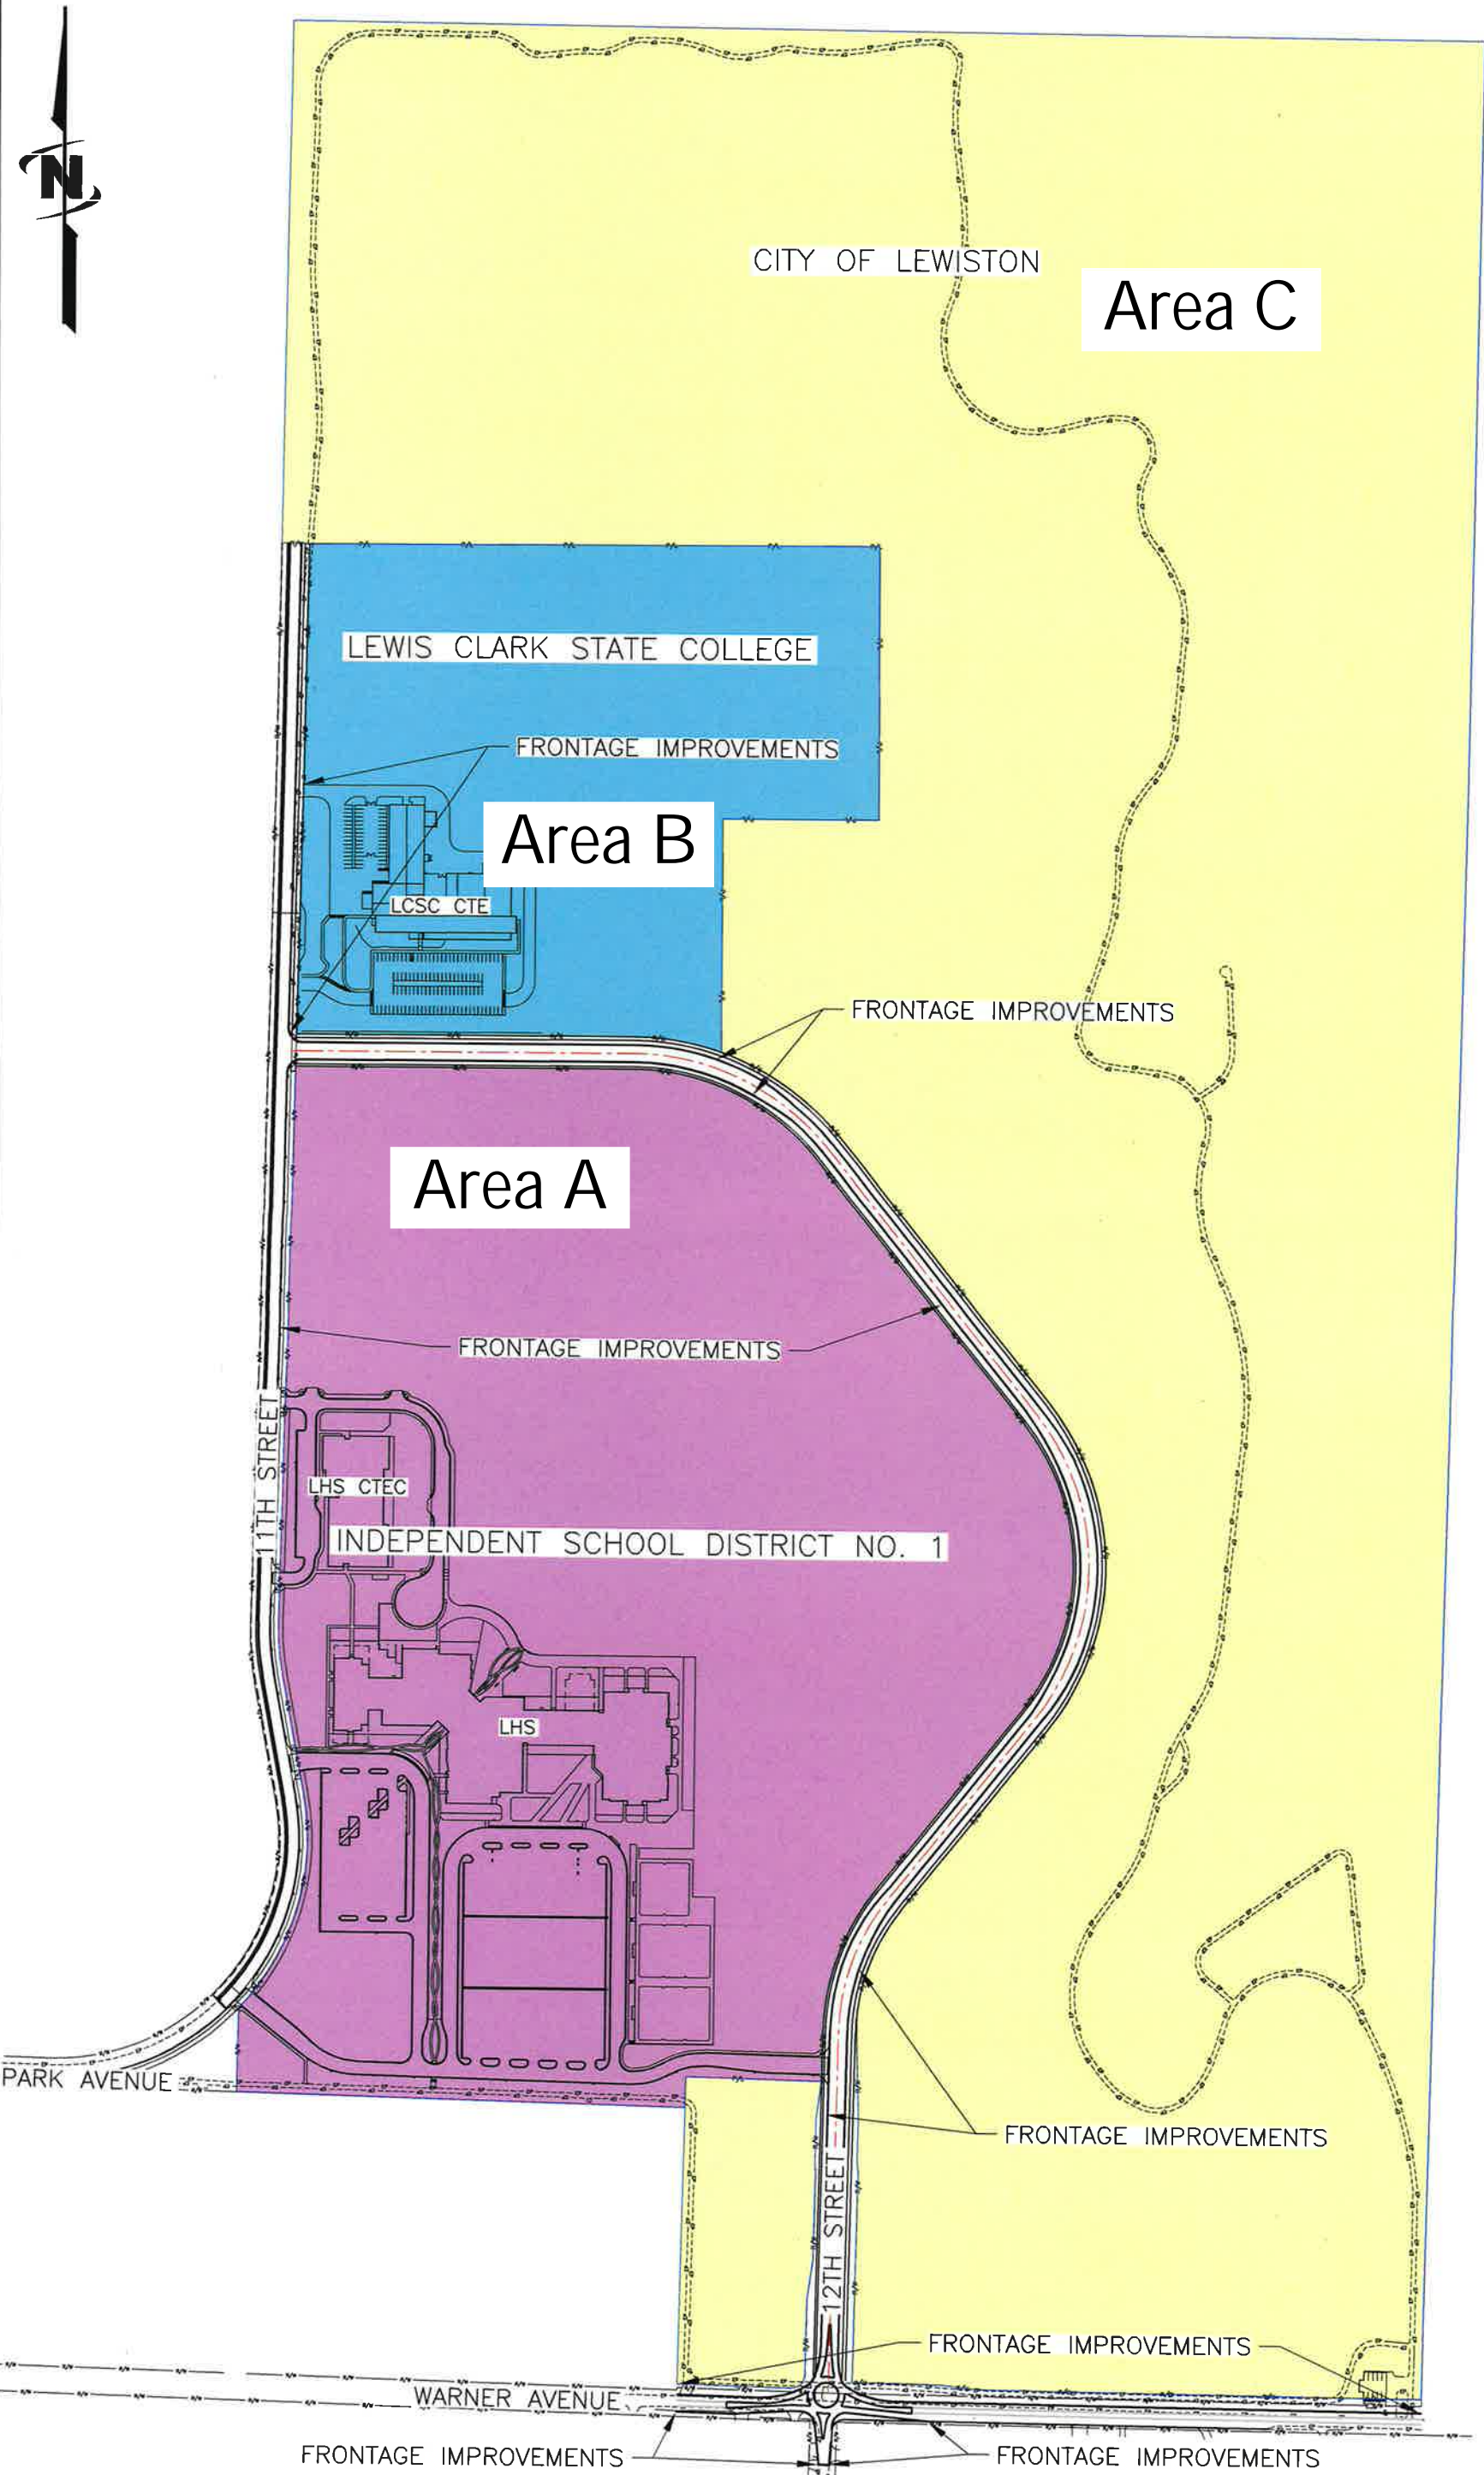 N
CITY OF LEWISTON
Area C
LEWIS CLARK STATE COLLEGE
FRONTAGE IMPROVEMENTS
Area B
LCSC CTE
FRONTAGE IMPROVEMENTS
Area A
FRONTAGE IMPROVEMENTS
11TH STREET
LHS CTEC
INDEPENDENT SCHOOL DISTRICT NO. 1
LHS
PARK AVENUE
FRONTAGE IMPROVEMENTS
12TH STREET
FRONTAGE IMPROVEMENTS
WARNER AVENUE
FRONTAGE IMPROVEMENTS
FRONTAGE IMPROVEMENTS